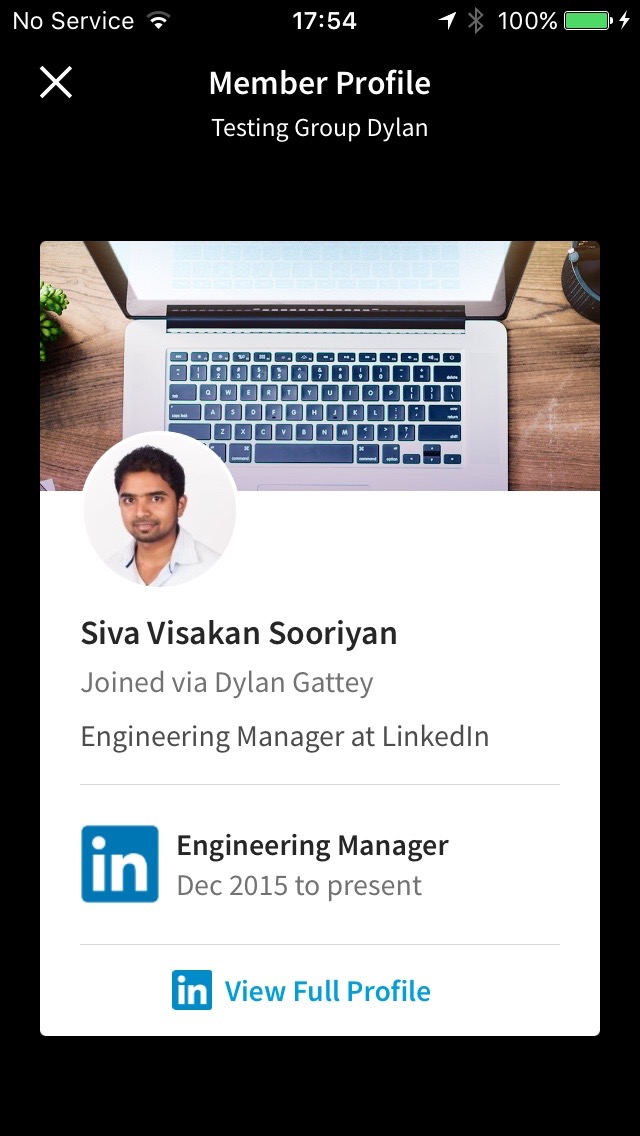 No Service 17:54 100%
Member Profile
Testing Group Dylan
Siva Visakan Sooriyan
Joined via Dylan Gattey
Engineering Manager at LinkedIn
in Engineering Manager
Dec 2015 to present
in View Full Profile